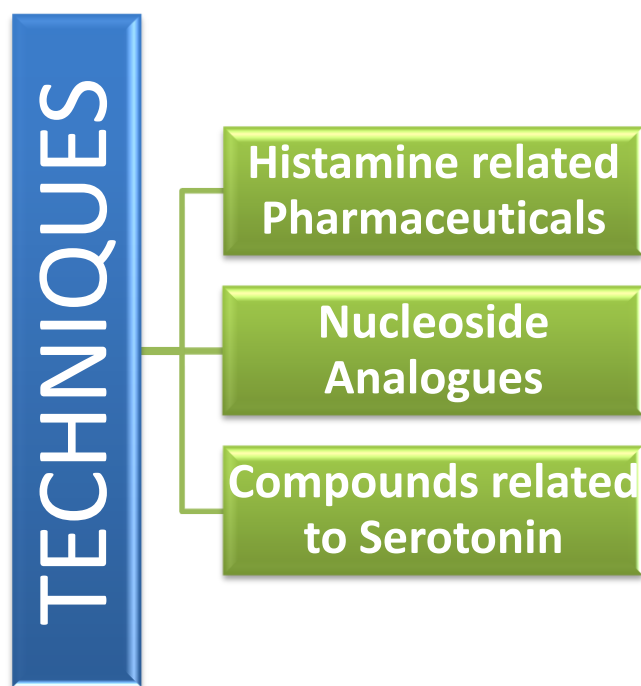 TECHNIQUES
Histamine related
Pharmaceuticals
Nucleoside
Analogues
Compounds related
to Serotonin